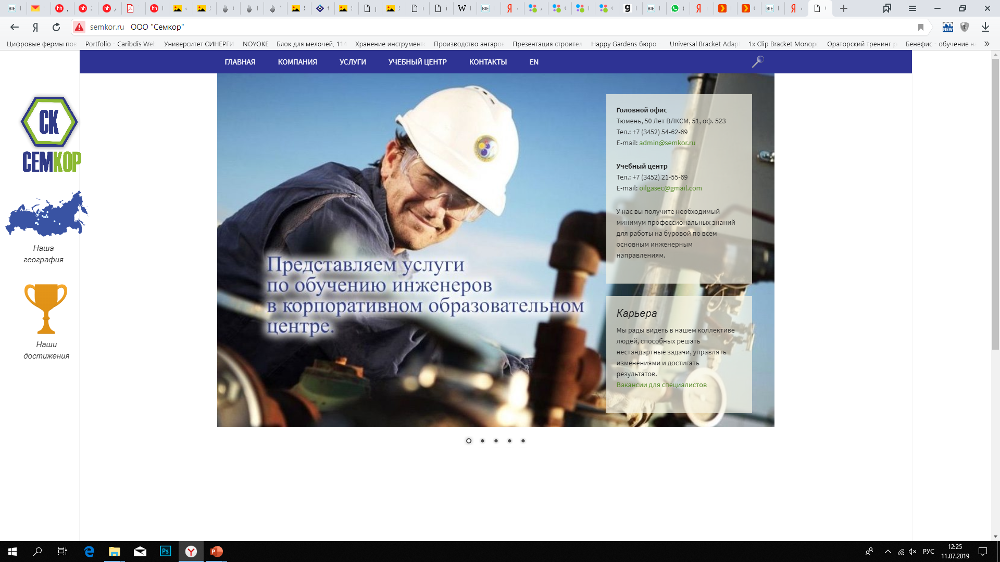 semkor.ru ООО "Семкор"
Цифровые фермы пов
Portfolio - Caribdis Web
Университет СИНЕРГИ
NOYOKE
Блок для мелочей, 114
Хранение инструменто
Производство ангаров
Презентация строител
Happy Gardens бюро -
Universal Bracket Adapt
1x Clip Bracket Monopo
Ораторский тренинг р
Бенефис - обучение на
ГЛАВНАЯ
КОМПАНИЯ
УСЛУГИ
УЧЕБНЫЙ ЦЕНТР
КОНТАКТЫ
EN
СК
СЕМКОР
Наша
география
Наши
достижения
Представляем услуги
по обучению инженеров
в корпоративном образовательном
центре.
Головной офис
Тюмень, 50 Лет ВЛКСМ, 51, оф. 523
Тел.: +7 (3452) 54-62-69
E-mail: admin@semkor.ru
Учебный центр
Тел.: +7 (3452) 21-55-69
E-mail: oilgasec@gmail.com
У нас вы получите необходимый
минимум профессиональных знаний
для работы на буровой по всем
основным инженерным
направлениям.
Карьера
Мы рады видеть в нашем коллективе
людей, способных решать
нестандартные задачи, управлять
изменениями и достигать
результатов.
Вакансии для специалистов
РУС
12:25
11.07.2019